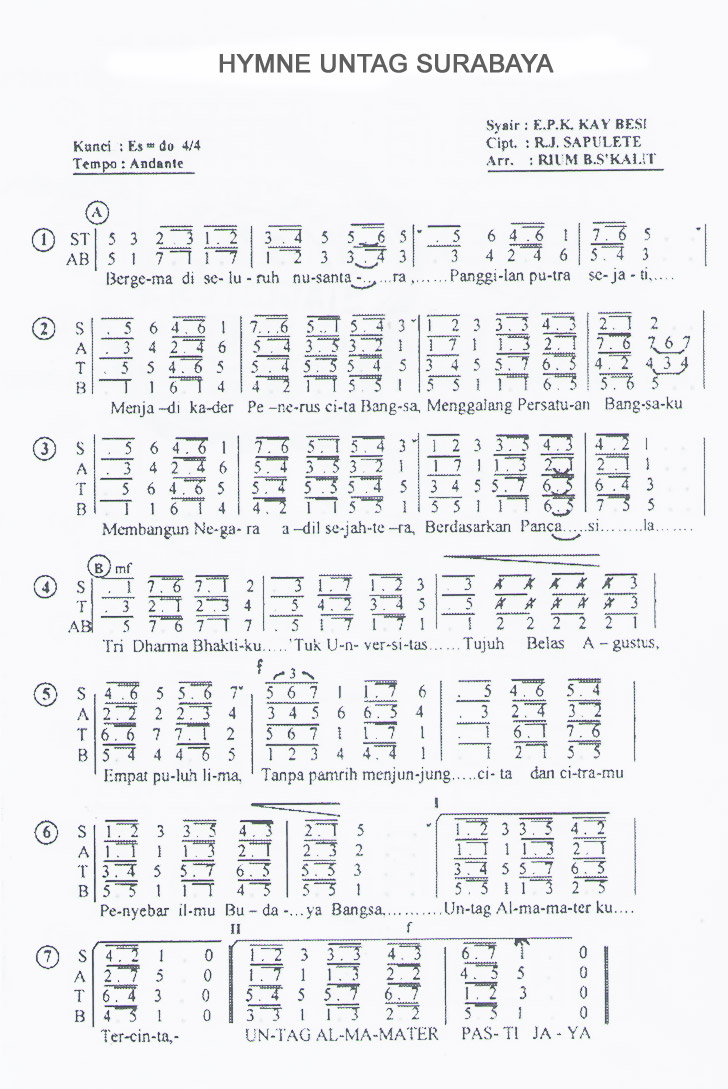 HYMNE UNTAG SURABAYA
Kunci : Es = do 4/4
Tempo : Andante
Syair : E.P.K. KAY BESI
Cipt. : R.J. SAPULETE
Arr. : RIUM B.S'KALIT
A
1 ST 5 3 2 . 3 1 . 2 | 3 . 4 5 5 . 6 5 | . 5 6 4 . 6 1 | 7 . 6 5
AB 5 1 7 1 1 . 7 | 1 . 2 3 3 . 4 3 | . 3 4 2 4 6 | 5 . 4 3
Berge-ma di se- lu - ruh nu-santa -.....ra ,......Panggi-lan pu-tra se-ja - ti,....
2 S . 5 6 4 . 6 1 | 7 . . 6 5 . 1 5 . 4 3 | 1 2 3 3 . 3 4 . 3 | 2 . 1 2
A . 3 4 2 . 4 6 | 5 . 4 3 . 5 3 . 2 1 | 1 7 1 1 . 3 2 . 1 | 7 . 6 7 6 7
T . 5 5 4 . 6 5 | 5 . 4 5 . 5 5 . 4 5 | 3 4 5 5 . 7 6 . 5 | 4 . 2 4 3 4
B . 1 1 6 . 1 4 | 4 . 2 1 . 1 5 . 5 1 | 5 5 1 1 . 1 6 . 5 | 5 . 6 5
Menja –di ka-der Pe –ne-rus ci-ta Bang-sa, Menggalang Persatu-an Bang-sa-ku
3 S . 5 6 4 . 6 1 | 7 . 6 5 . 1 5 . 4 3 | 1 2 3 3 . 5 4 . 3 | 4 . 2 1
A . 3 4 2 4 6 | 5 . 4 3 . 5 3 . 2 1 | 1 7 1 1 . 3 2 . 1 | 2 . 1 1
T . 5 6 4 . 6 5 | 5 . 4 5 . 5 5 . 4 5 | 3 4 5 5 . 7 6 . 5 | 6 . 4 3
B . 1 1 6 1 4 | 4 . 2 1 . 1 5 . 5 1 | 5 5 1 1 . 1 6 . 5 | 7 . 5 5
Membangun Ne-ga- ra a –dil se-jah-te –ra, Berdasarkan Panca.....si........la.......
B mf
4 S . 1 7 . 6 7 . 1 2 | . 3 1 . 7 1 . 2 3 | . 3 4 4 4 4 4 3
T . 3 2 . 1 2 . 3 4 | . 5 4 . 2 3 . 4 5 | . 5 4 4 4 4 4 3
AB . 5 7 6 7 1 7 | . 5 1 7 1 . 7 1 | . 1 2 2 2 2 2 1
Tri Dharma Bhakti-ku.....'Tuk U-n- ver-si-tas......Tujuh Belas A – gustus,
f 3
5 S 4 . 6 5 5 . 6 7 | 5 6 7 1 1 . 7 6 | . 5 4 . 6 5 . 4
A 2 . 2 2 2 . 3 4 | 3 4 5 6 6 . 5 4 | . 3 2 . 4 3 . 2
T 6 . 6 7 7 . 1 2 | 5 6 7 1 1 . 7 1 | . 1 6 . 1 7 . 6
B 5 . 4 4 4 . 6 5 | 1 2 3 4 4 . 4 1 | . 1 2 . 1 5 . 5
Empat pu-luh li-ma, Tanpa pamrih menjun-jung.....ci- ta dan ci-tra-mu
I
6 S 1 . 2 3 3 . 5 4 . 3 | 2 . 1 5 | 1 . 2 3 3 . 5 4 . 2
A 1 . 1 1 1 . 3 2 . 1 | 2 . 3 2 | 1 1 1 1 . 3 2 . 1
T 3 . 4 5 5 . 7 6 . 5 | 5 . 5 3 | 3 . 4 5 5 . 7 6 . 5
B 5 . 5 1 1 . 1 4 . 5 | 5 . 5 1 | 5 . 5 1 1 . 3 2 . 5
Pe-nyebar il-mu Bu – da -...ya Bangsa,...........Un-tag Al-ma-ma-ter ku....
II f
7 S 4 . 2 1 0 | 1 . 2 3 3 . 3 4 . 3 | 6 . 7 1 0
A 2 . 7 5 0 | 1 . 7 1 1 . 3 2 . 2 | 4 . 5 5 0
T 6 . 4 3 0 | 5 . 4 5 5 . 7 6 . 7 | 1 . 2 3 0
B 4 . 5 1 0 | 3 . 3 1 1 . 3 2 . 2 | 5 . 5 1 0
Ter-cin-ta,- UN-TAG AL-MA-MATER PAS- TI JA - YA